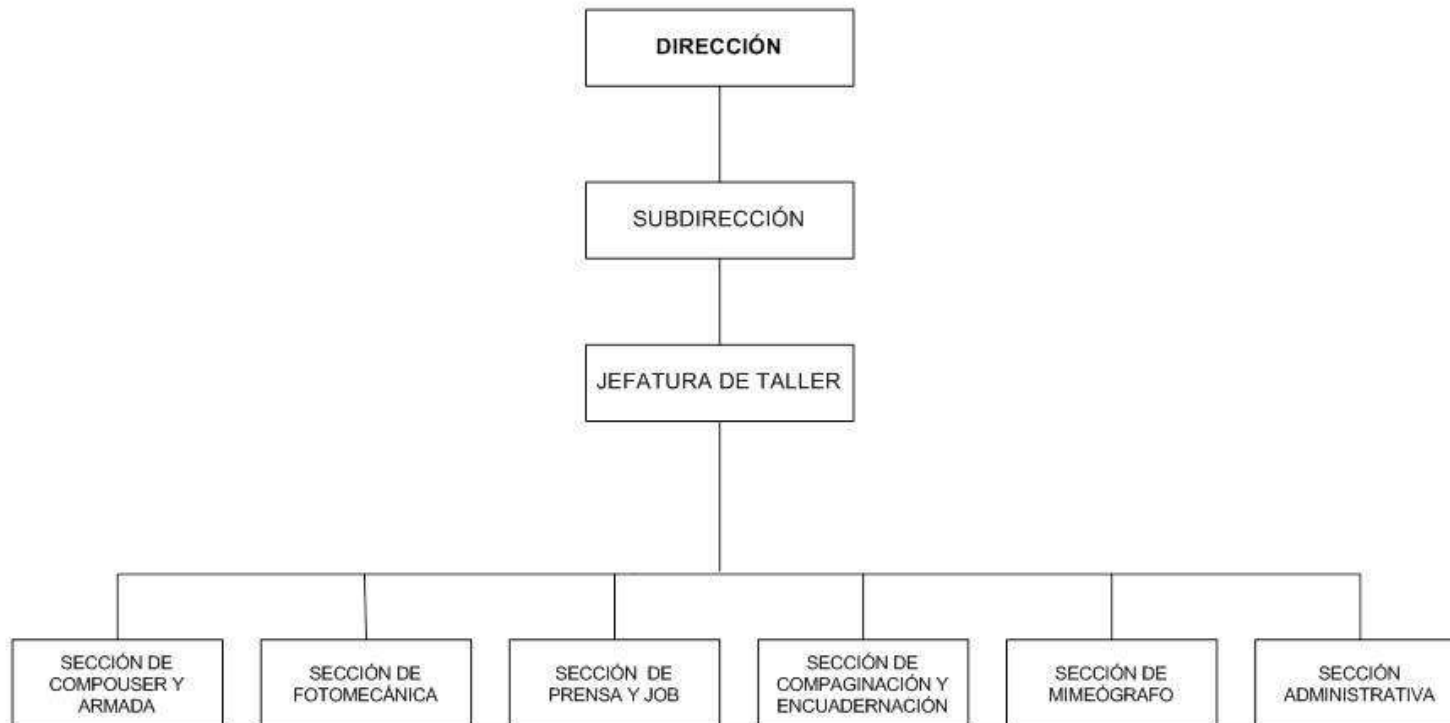 DIRECCIÓN
SUBDIRECCIÓN
JEFATURA DE TALLER
SECCIÓN DE
COMPOUSER Y
ARMADA
SECCIÓN DE
FOTOMECÁNICA
SECCIÓN DE
PRENSA Y JOB
SECCIÓN DE
COMPAGINACIÓN Y
ENCUADERNACIÓN
SECCIÓN DE
MIMEÓGRAFO
SECCIÓN
ADMINISTRATIVA